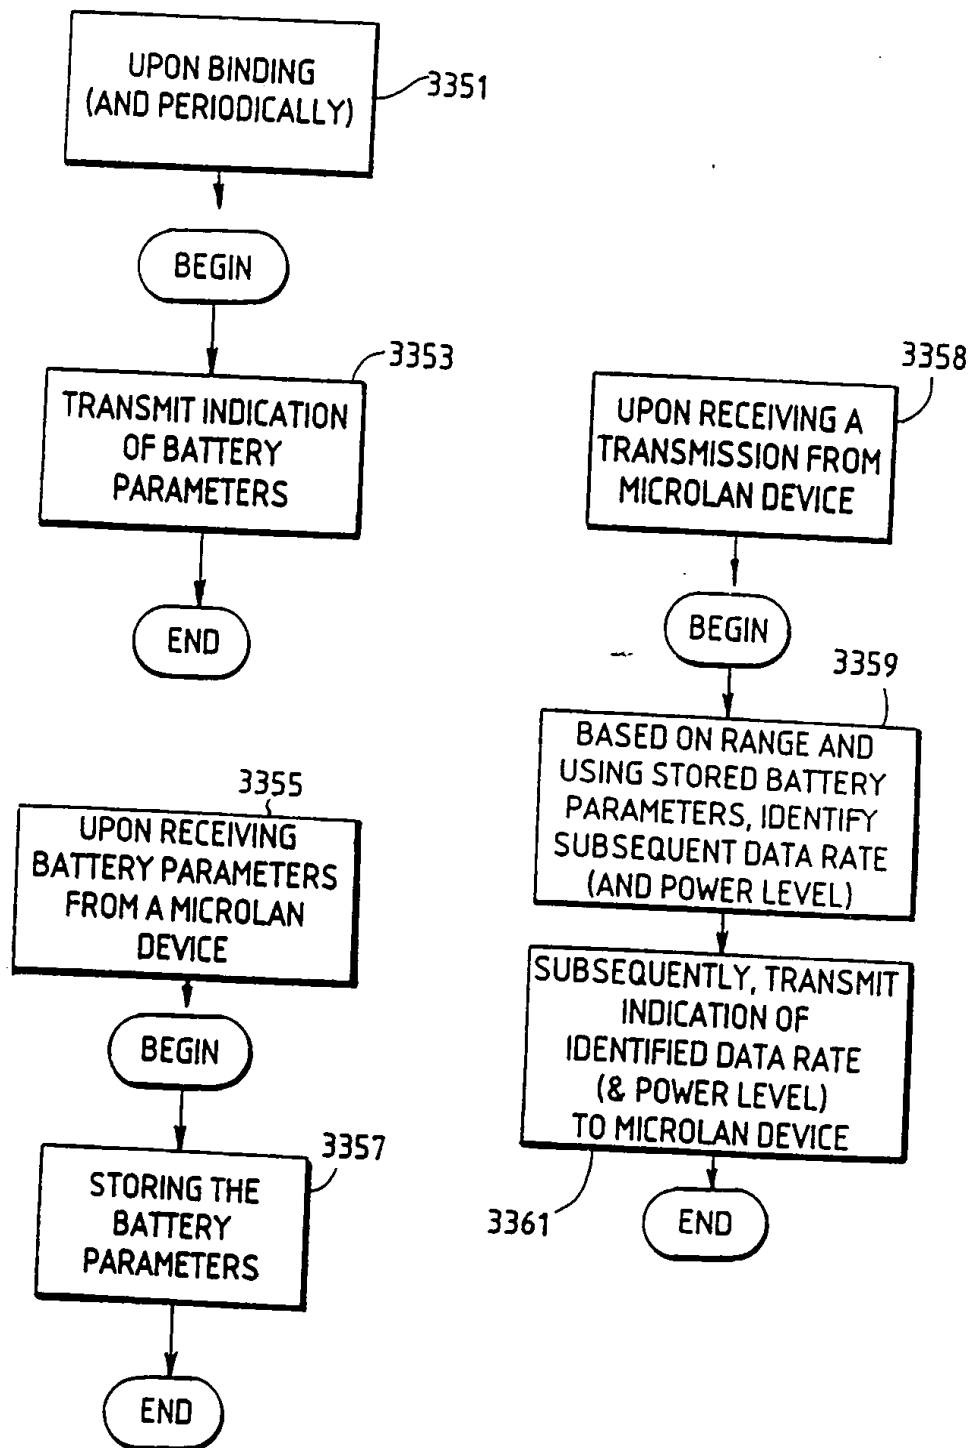 UPON BINDING
(AND PERIODICALLY)
3351
BEGIN
3353
TRANSMIT INDICATION
OF BATTERY
PARAMETERS
END
3355
UPON RECEIVING
BATTERY PARAMETERS
FROM A MICROLAN
DEVICE
BEGIN
3357
STORING THE
BATTERY
PARAMETERS
END
3358
UPON RECEIVING A
TRANSMISSION FROM
MICROLAN DEVICE
BEGIN
3359
BASED ON RANGE AND
USING STORED BATTERY
PARAMETERS, IDENTIFY
SUBSEQUENT DATA RATE
(AND POWER LEVEL)
SUBSEQUENTLY, TRANSMIT
INDICATION OF
IDENTIFIED DATA RATE
(& POWER LEVEL)
TO MICROLAN DEVICE
3361
END